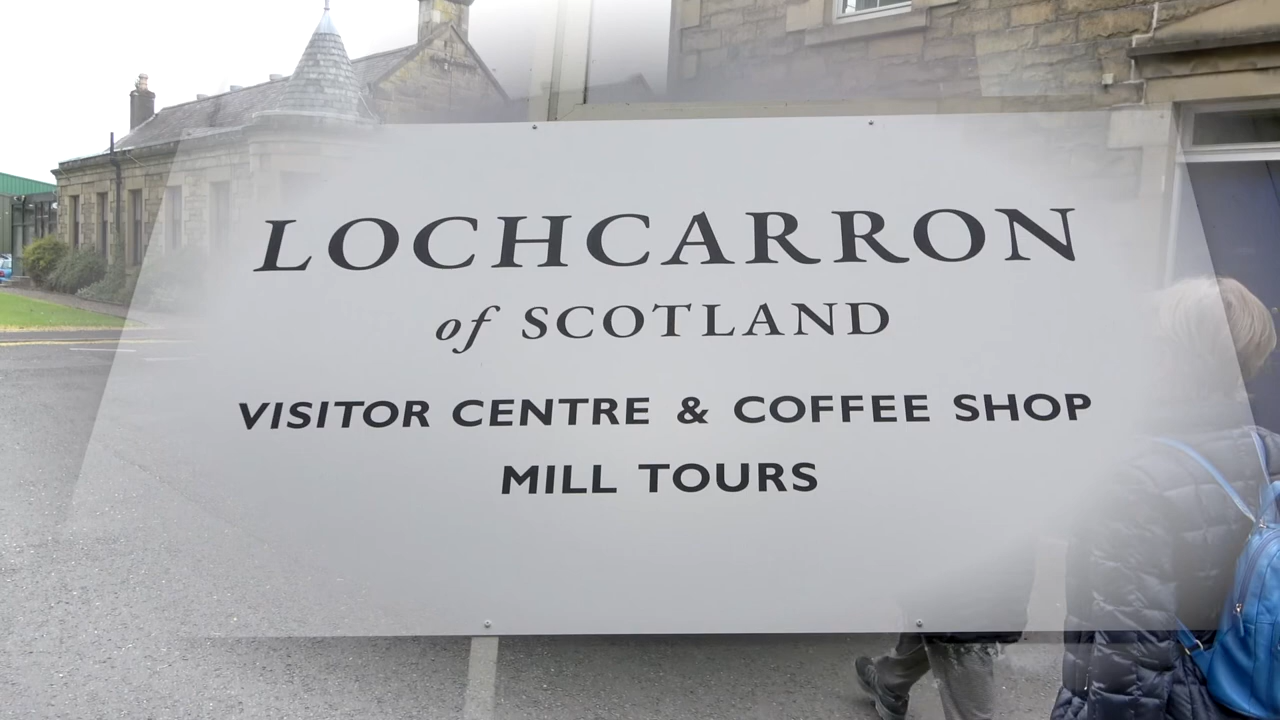 LOCHCARRON
of SCOTLAND
VISITOR CENTRE & COFFEE SHOP
MILL TOURS